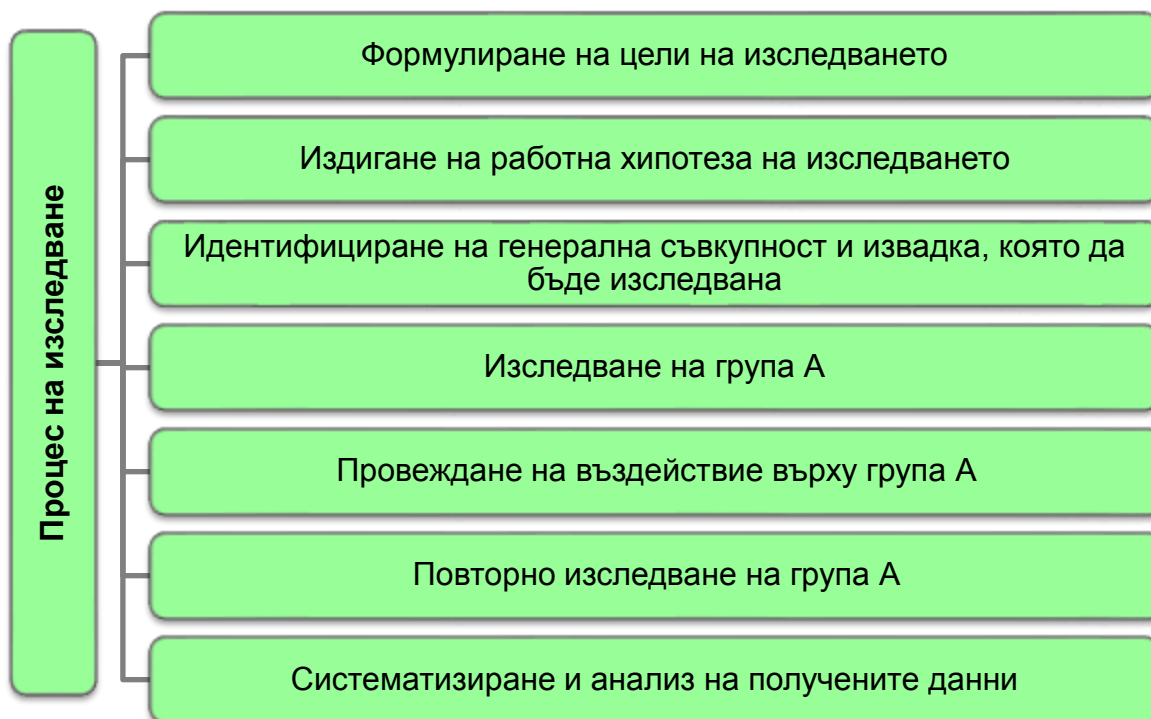 Процес на изследване
Формулиране на цели на изследването
Издигане на работна хипотеза на изследването
Идентифициране на генерална съвкупност и извадка, която да
бъде изследвана
Изследване на група А
Провеждане на въздействие върху група А
Повторно изследване на група А
Систематизиране и анализ на получените данни